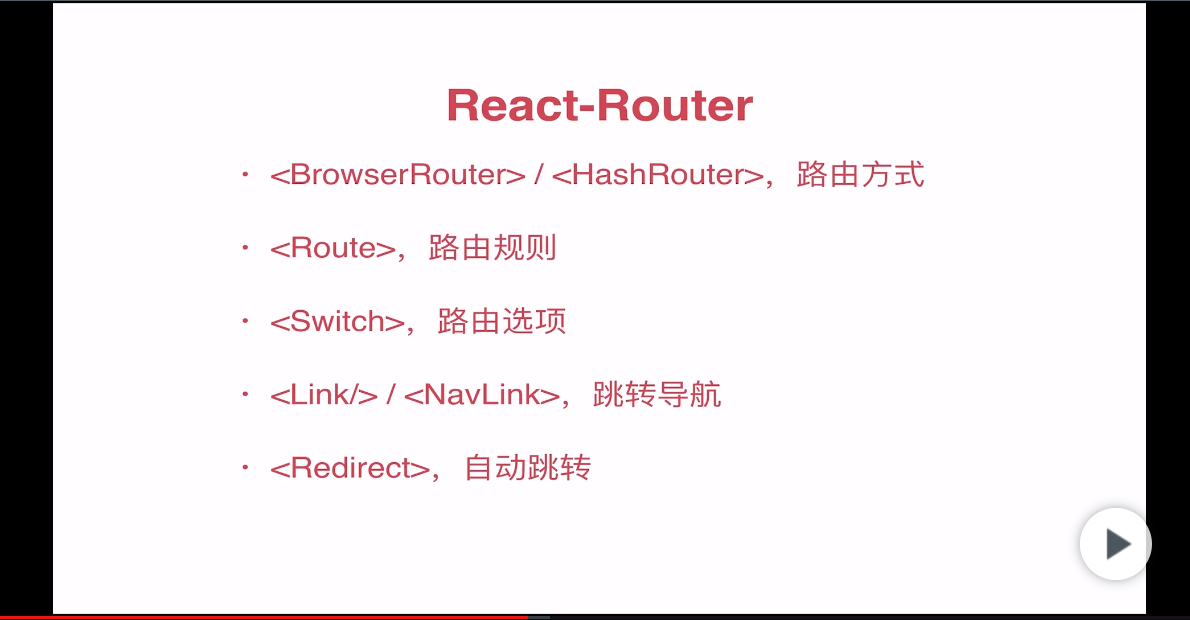 React-Router
· <BrowserRouter> / <HashRouter>，路由方式
· <Route>，路由规则
· <Switch>，路由选项
· <Link/> / <NavLink>，跳转导航
· <Redirect>，自动跳转